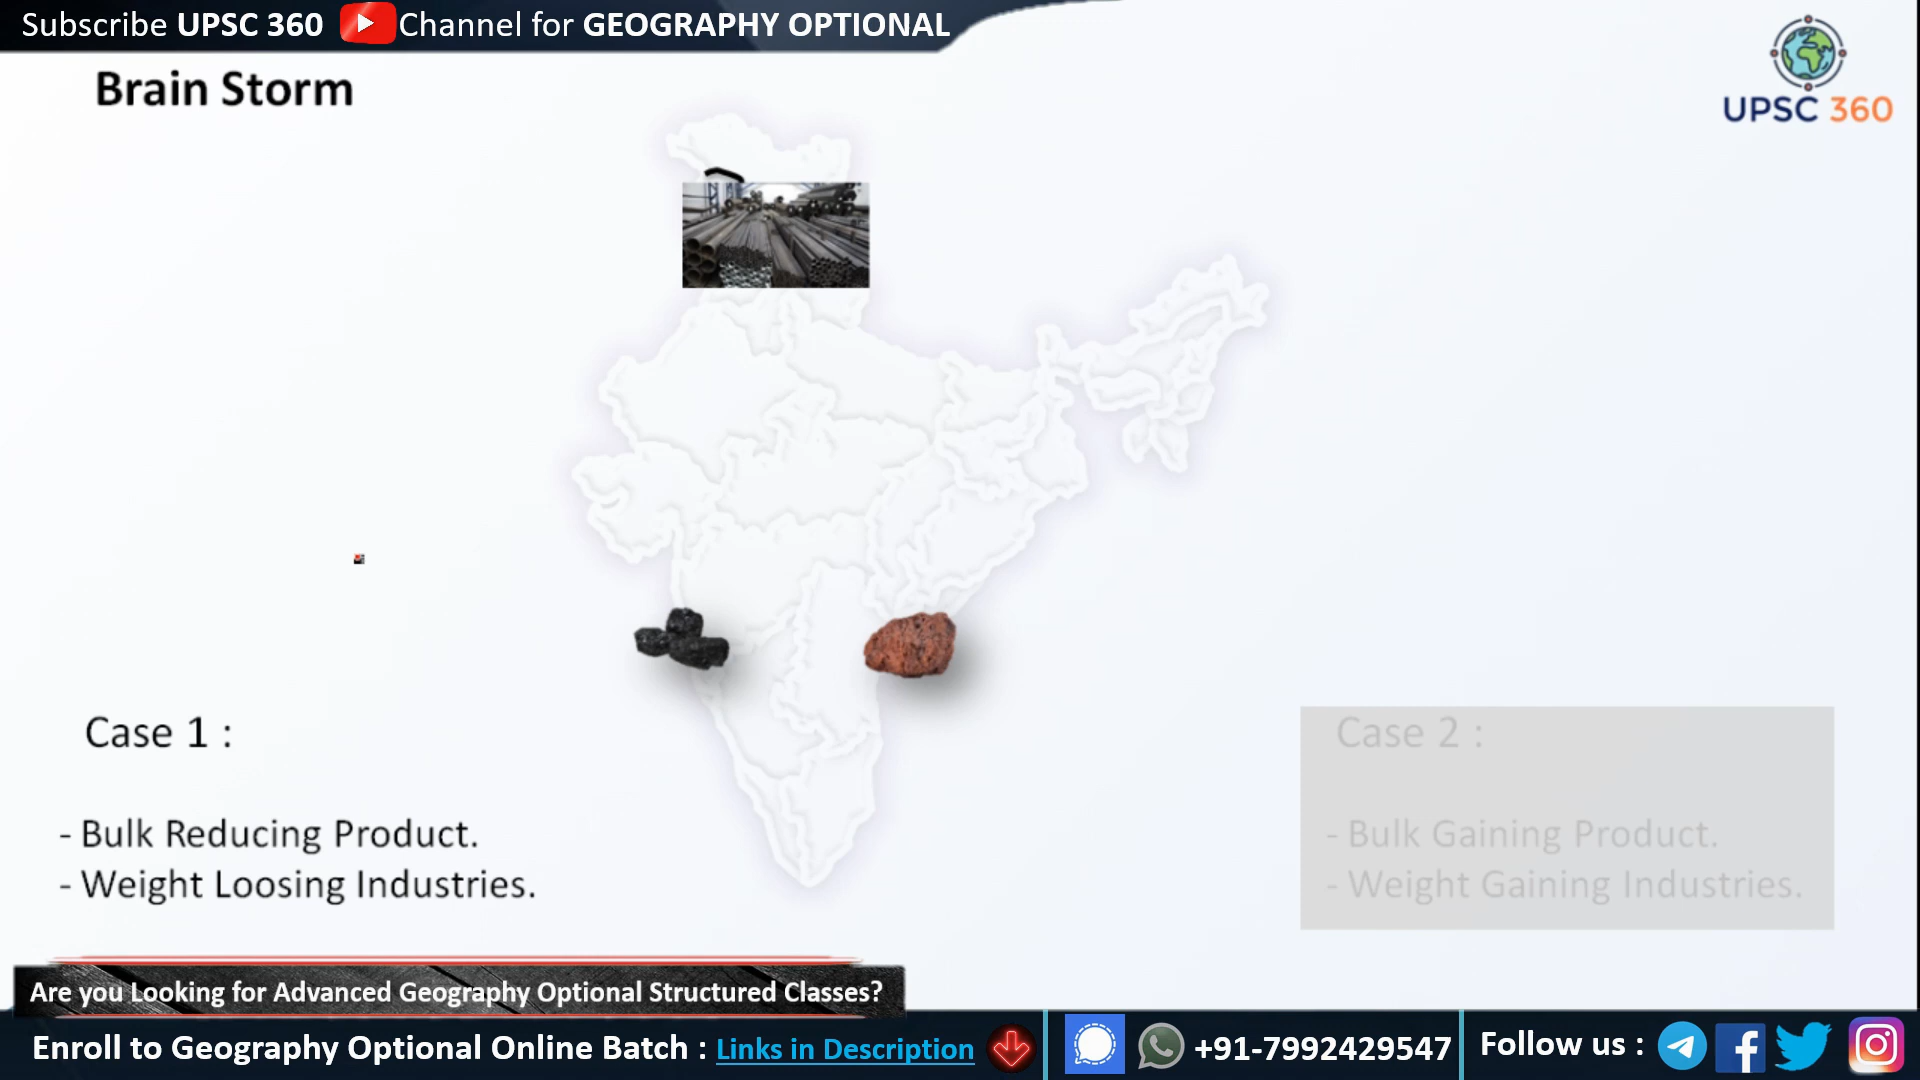 Subscribe UPSC 360 Channel for GEOGRAPHY OPTIONAL
Brain Storm
UPSC 360
Case 1 :
- Bulk Reducing Product.
- Weight Loosing Industries.
Case 2 :
- Bulk Gaining Product.
- Weight Gaining Industries.
Are you Looking for Advanced Geography Optional Structured Classes?
Enroll to Geography Optional Online Batch : Links in Description
+91-7992429547
Follow us :